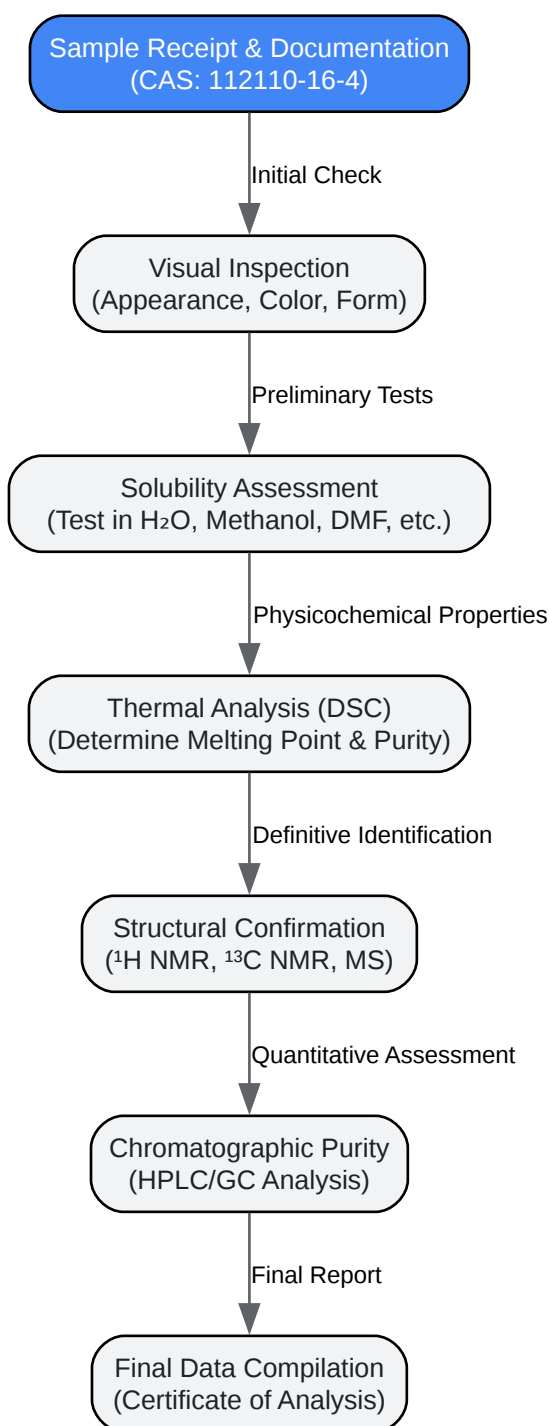 Sample Receipt & Documentation
(CAS: 112110-16-4)
Initial Check
Visual Inspection
(Appearance, Color, Form)
Preliminary Tests
Solubility Assessment
(Test in H₂O, Methanol, DMF, etc.)
Physicochemical Properties
Thermal Analysis (DSC)
(Determine Melting Point & Purity)
Definitive Identification
Structural Confirmation
(¹H NMR, ¹³C NMR, MS)
Quantitative Assessment
Chromatographic Purity
(HPLC/GC Analysis)
Final Report
Final Data Compilation
(Certificate of Analysis)